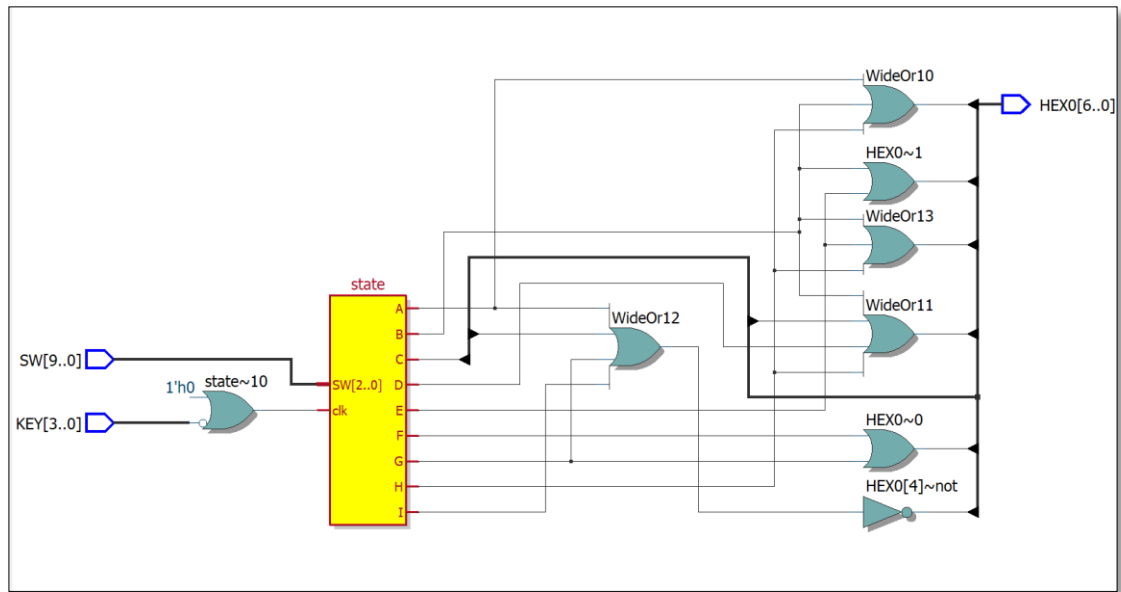 WideOr10
HEX0[6..0]
HEX0~1
WideOr13
state
A
WideOr11
WideOr12
B
SW[9..0]
C
state~10
1'h0
SW[2..0]
D
KEY[3..0]
clk
E
HEX0~0
F
G
HEX0[4]~not
H
I